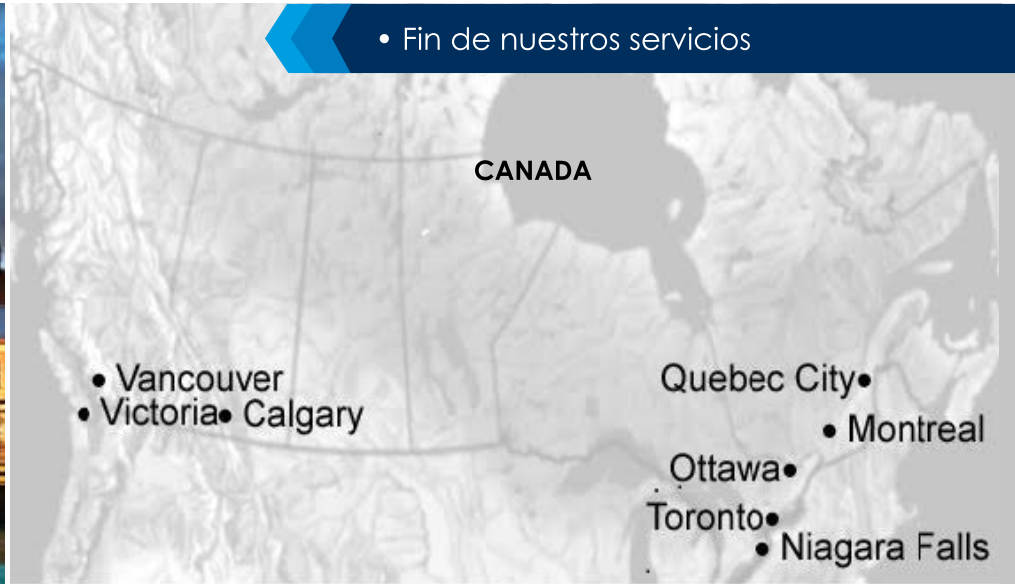 • Fin de nuestros servicios
CANADA
• Vancouver
• Victoria• Calgary
Quebec City•
• Montreal
Ottawa•
Toronto•
• Niagara Falls